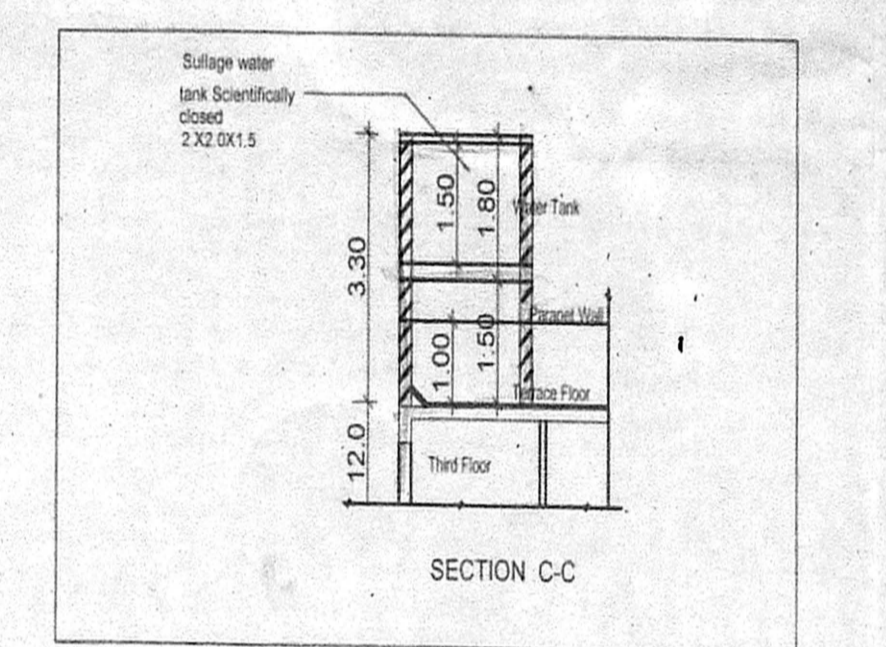 Sullage water
tank Scientifically
closed
2 X2.0X1.5
1.50
1.80
Water Tank
3.30
Parapet Wall
1.00
1.50
Terrace Floor
12.0
Third Floor
SECTION C-C